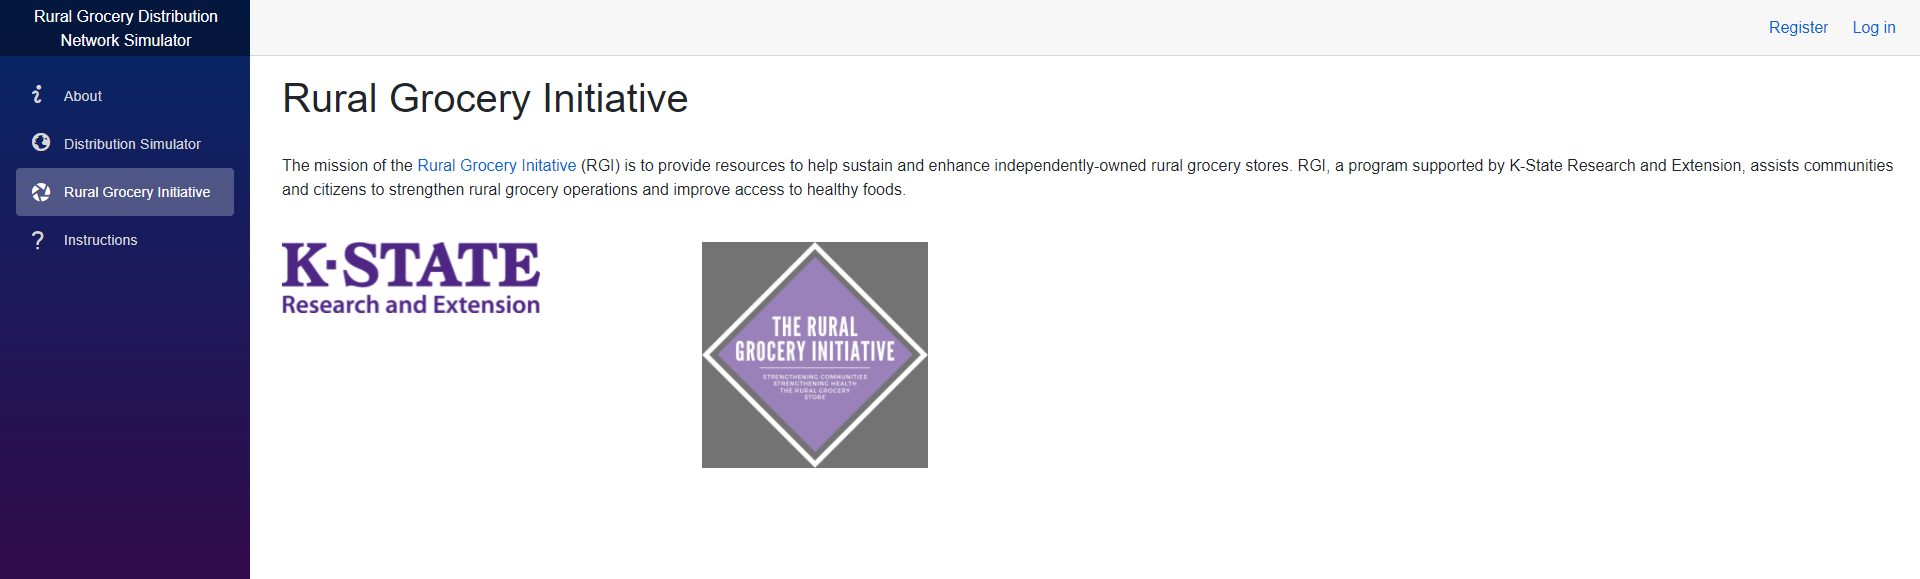 Rural Grocery Distribution
Network Simulator
Register
Log in
About
Distribution Simulator
Rural Grocery Initiative
Instructions
Rural Grocery Initiative
The mission of the Rural Grocery Initative (RGI) is to provide resources to help sustain and enhance independently-owned rural grocery stores. RGI, a program supported by K-State Research and Extension, assists communities
and citizens to strengthen rural grocery operations and improve access to healthy foods.
K·STATE
Research and Extension
THE RURAL
GROCERY INITIATIVE
STRENGTHENING COMMUNITIES
STRENGTHENING HEALTH
THE RURAL GROCERY
STORE